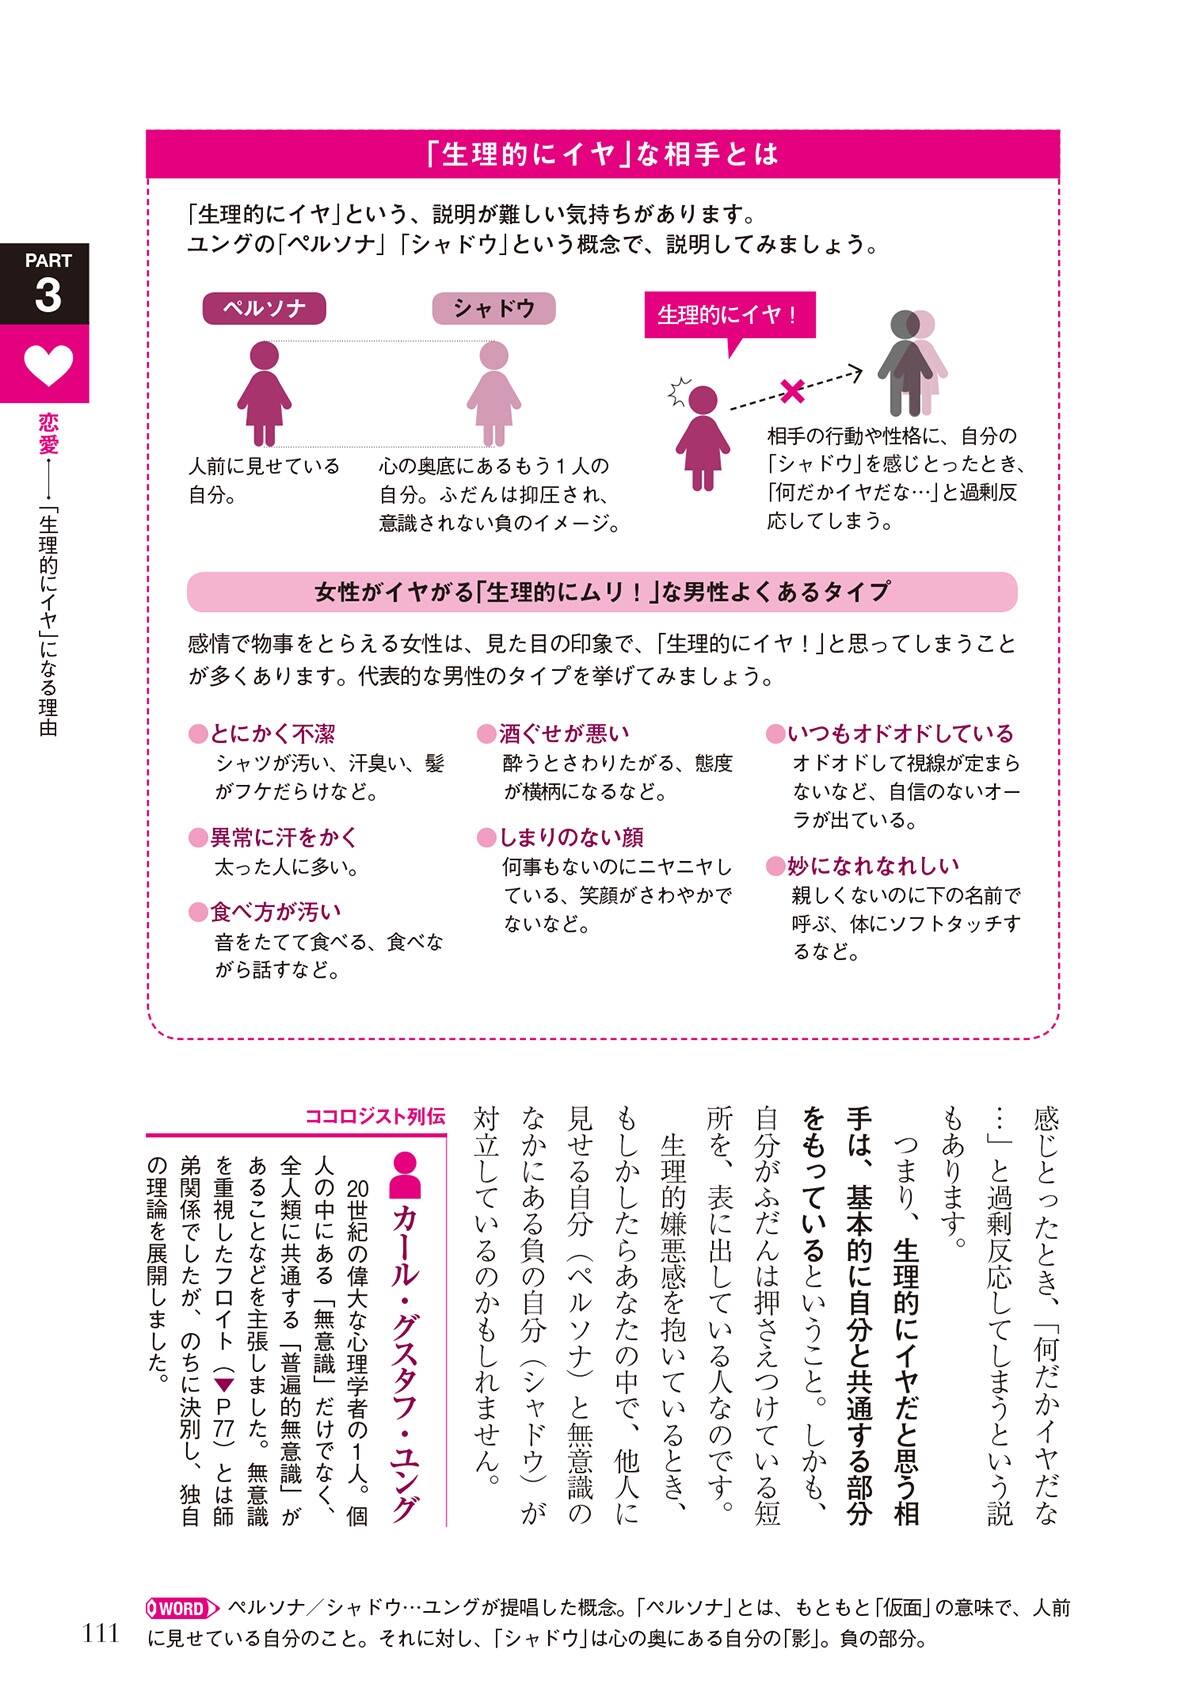 「生理的にイヤ」な相手とは
「生理的にイヤ」という、説明が難しい気持ちがあります。
ユングの「ペルソナ」「シャドウ」という概念で、説明してみましょう。
PART
3
恋愛――「生理的にイヤ」になる理由
ペルソナ
人前に見せている
自分。
シャドウ
心の奥底にあるもう1人の
自分。ふだんは抑圧され、
意識されない負のイメージ。
生理的にイヤ!
相手の行動や性格に、自分の
「シャドウ」を感じとったとき、
「何だかイヤだな…」と過剰反
応してしまう。
女性がイヤがる「生理的にムリ!」な男性よくあるタイプ
感情で物事をとらえる女性は、見た目の印象で、「生理的にイヤ!」と思ってしまうこと
が多くあります。代表的な男性のタイプを挙げてみましょう。
●とにかく不潔
シャツが汚い、汗臭い、髪
がフケだらけなど。
●異常に汗をかく
太った人に多い。
●食べ方が汚い
音をたてて食べる、食べな
がら話すなど。
●酒ぐせが悪い
酔うとさわりたがる、態度
が横柄になるなど。
●しまりのない顔
何事もないのにニヤニヤし
ている、笑顔がさわやかで
ないなど。
●いつもオドオドしている
オドオドして視線が定まら
ないなど、自信のないオー
ラが出ている。
●妙になれなれしい
親しくないのに下の名前で
呼ぶ、体にソフトタッチす
るなど。
感じとったとき、「何だかイヤだな
…」と過剰反応してしまうという説
もあります。
つまり、生理的にイヤだと思う相
手は、基本的に自分と共通する部分
をもっているということ。しかも、
自分がふだんは押さえつけている短
所を、表に出している人なのです。
生理的嫌悪感を抱いているとき、
もしかしたらあなたの中で、他人に
見せる自分(ペルソナ)と無意識の
なかにある負の自分(シャドウ)が
対立しているのかもしれません。
ココロジスト列伝
カール・グスタフ・ユング
20世紀の偉大な心理学者の1人。個
人の中にある「無意識」だけでなく、
全人類に共通する「普遍的無意識」が
あることなどを主張しました。無意識
を重視したフロイト(▼P77)とは師
弟関係でしたが、のちに決別し、独自
の理論を展開しました。
WORD ペルソナ/シャドウ…ユングが提唱した概念。「ペルソナ」とは、もともと「仮面」の意味で、人前
に見せている自分のこと。それに対し、「シャドウ」は心の奥にある自分の「影」。負の部分。
111